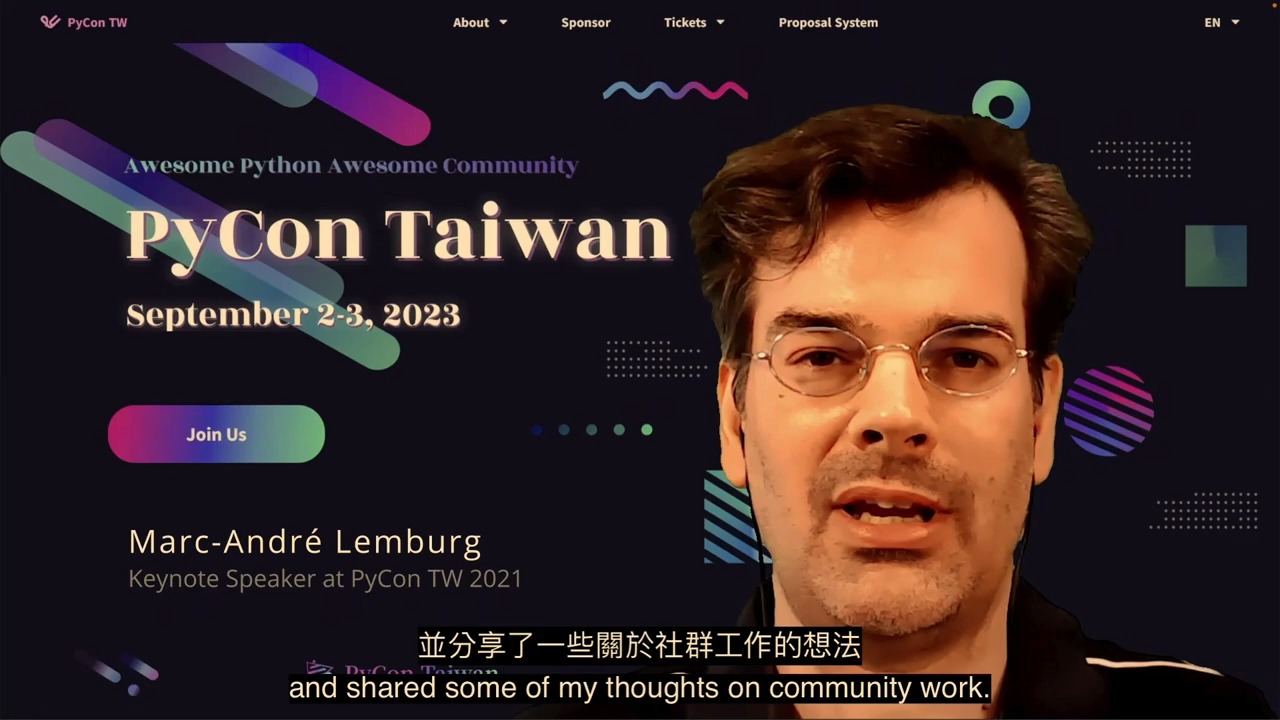 PyCon TW
About
Sponsor
Tickets
Proposal System
EN
Awesome Python Awesome Community
PyCon Taiwan
September 2-3, 2023
Join Us
Marc-André Lemburg
Keynote Speaker at PyCon TW 2021
PyCon Taiwan
並分享了一些關於社群工作的想法
and shared some of my thoughts on community work.